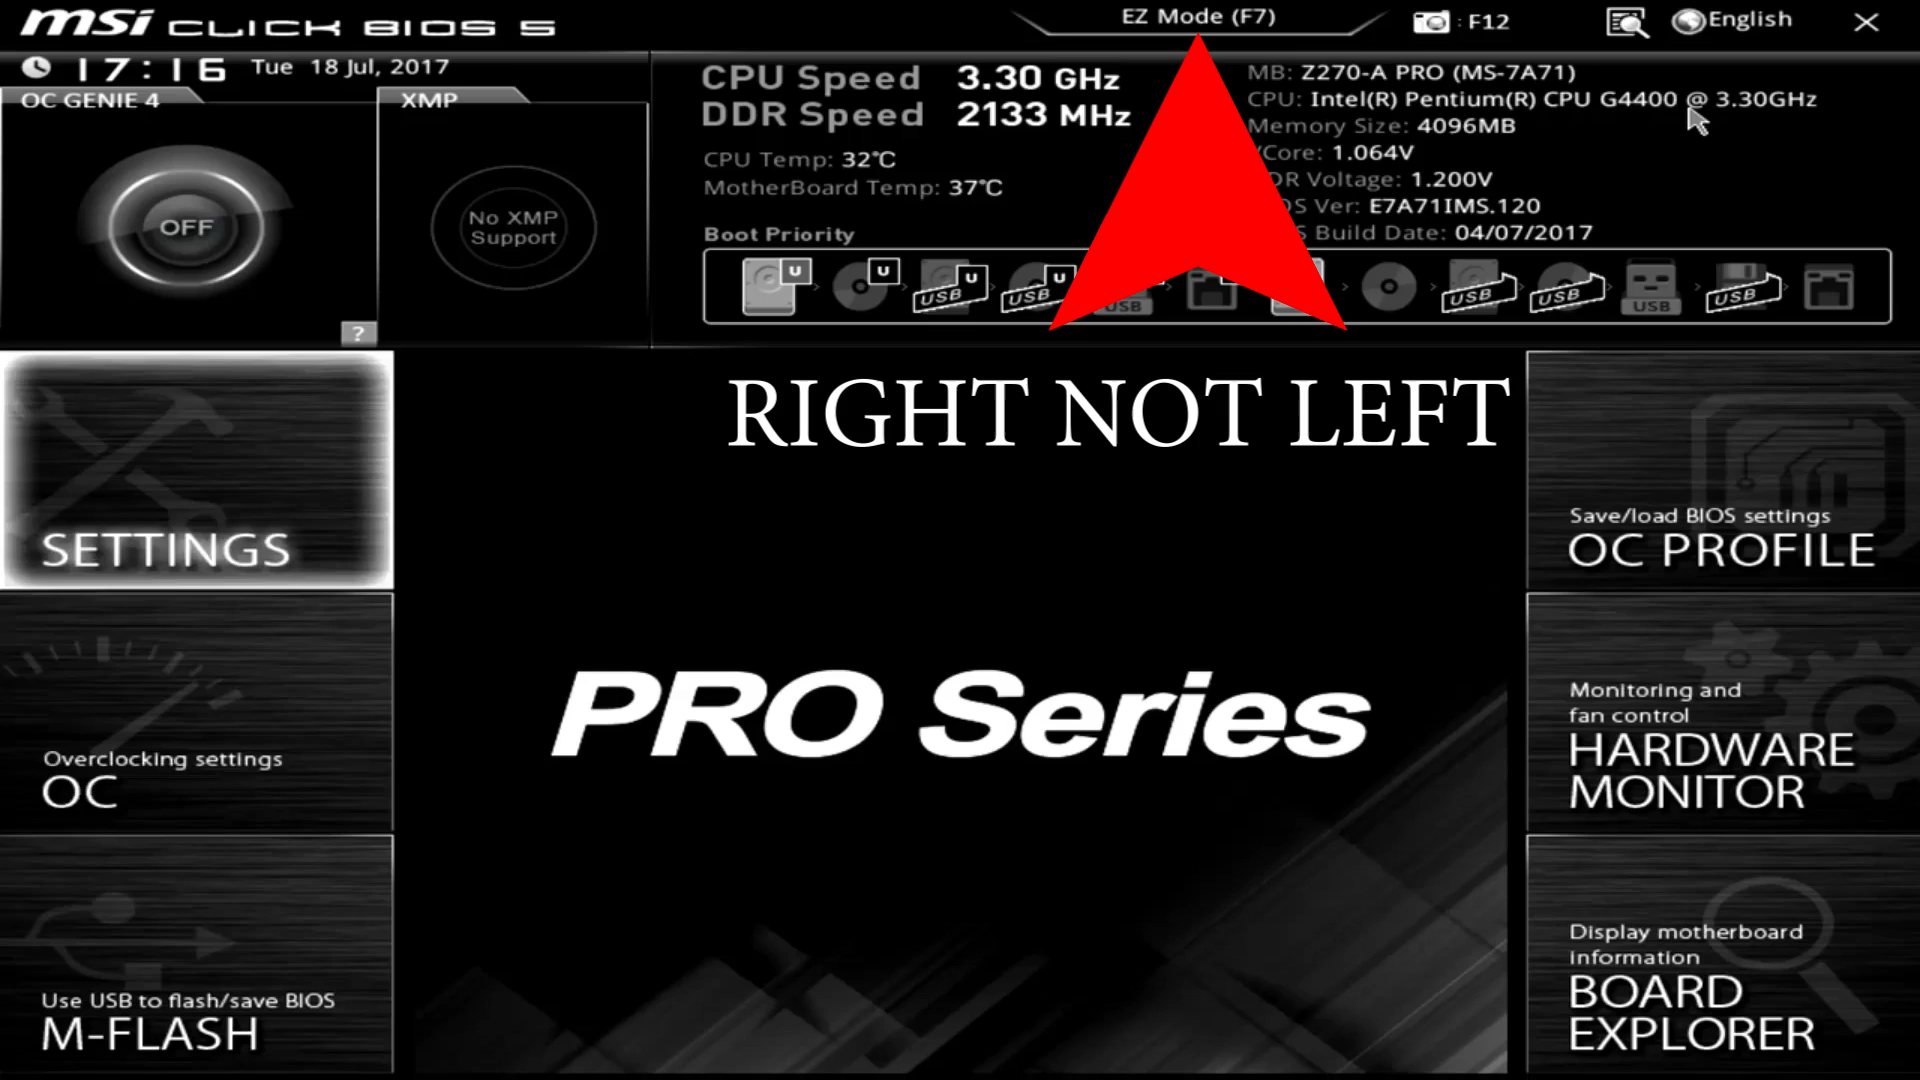 msi CLICK BIOS 5
EZ Mode (F7)
: F12
English
17:16 Tue 18 Jul, 2017
OC GENIE 4
XMP
OFF
No XMP
Support
?
CPU Speed 3.30 GHz
DDR Speed 2133 MHz
CPU Temp: 32°C
MotherBoard Temp: 37°C
MB: Z270-A PRO (MS-7A71)
CPU: Intel(R) Pentium(R) CPU G4400 @ 3.30GHz
Memory Size: 4096MB
VCore: 1.064V
Voltage: 1.200V
Ver: E7A71IMS.120
Build Date: 04/07/2017
Boot Priority
U U U USB U USB USB USB USB USB USB
RIGHT NOT LEFT
SETTINGS
Overclocking settings
OC
Use USB to flash/save BIOS
M-FLASH
PRO Series
Save/load BIOS settings
OC PROFILE
Monitoring and
fan control
HARDWARE
MONITOR
Display motherboard
information
BOARD
EXPLORER